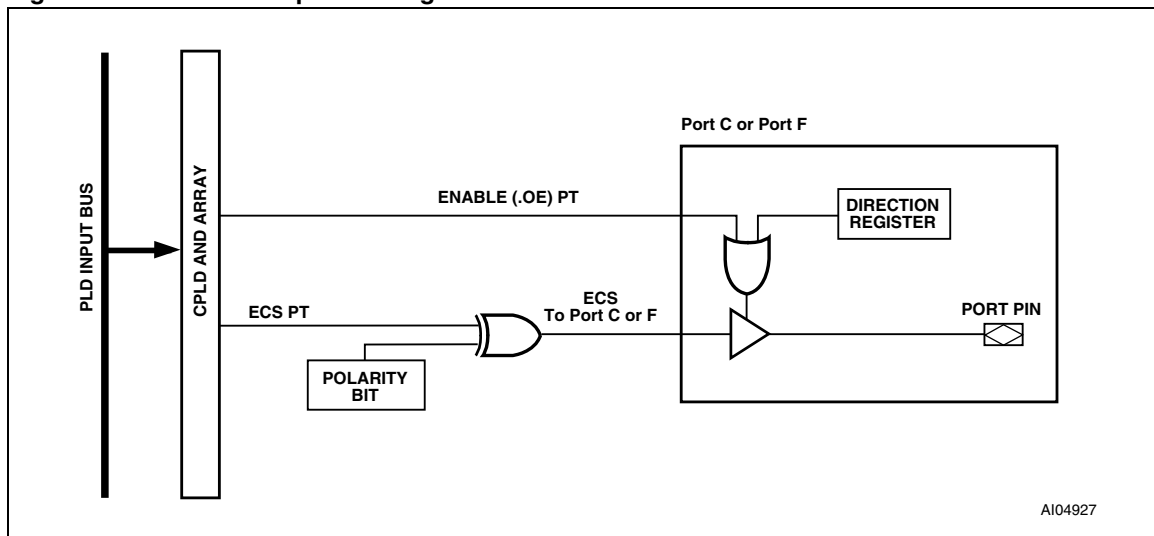 Port C or Port F
PLD INPUT BUS
CPLD AND ARRAY
ENABLE (.OE) PT
DIRECTION
REGISTER
ECS PT
ECS
To Port C or F
PORT PIN
POLARITY
BIT
AI04927